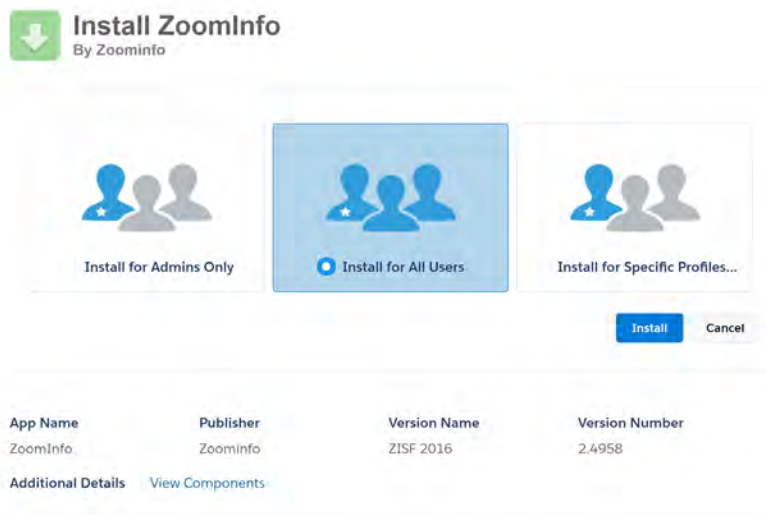 Install ZoomInfo
By Zoominfo
Install for Admins Only
Install for All Users
Install for Specific Profiles...
Install Cancel
App Name Publisher Version Name Version Number
ZoomInfo Zoominfo ZISF 2016 2.4958
Additional Details View Components